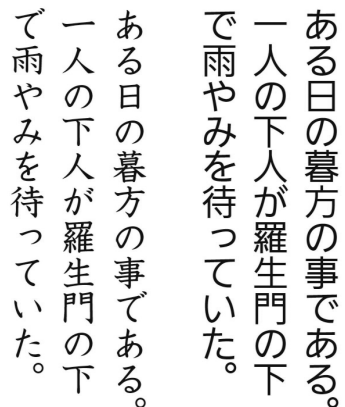 ある日の暮方の事である。
一人の下人が羅生門の下
で雨やみを待っていた。
ある日の暮方の事である。
一人の下人が羅生門の下
で雨やみを待っていた。